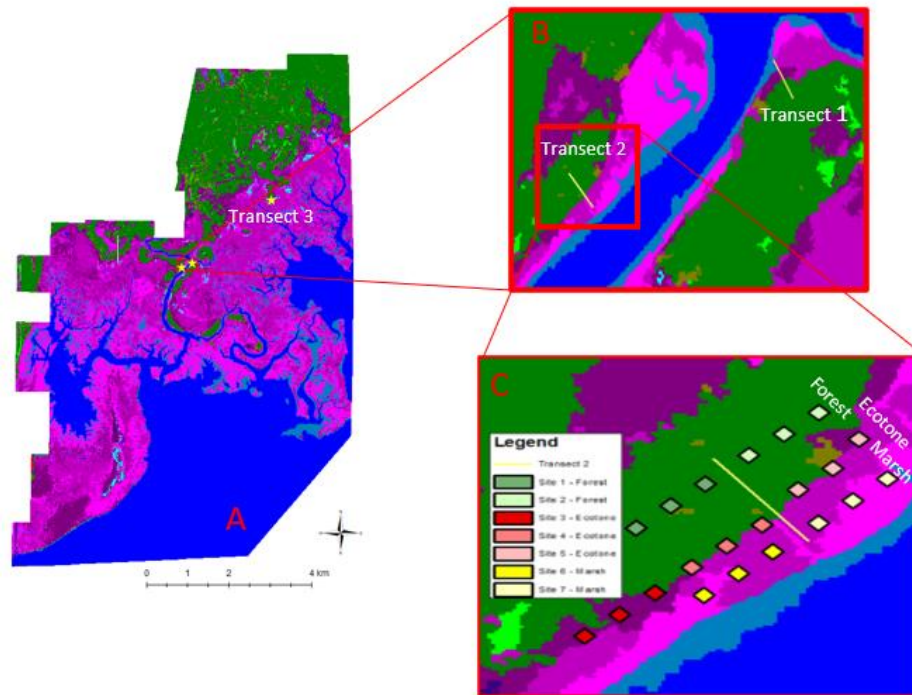 A
Transect 3
0 1 2 4 km
B
Transect 1
Transect 2
C
Forest
Ecotone
Marsh
Legend
Transect 2
Site 1 - Forest
Site 2 - Forest
Site 3 - Ecotone
Site 4 - Ecotone
Site 5 - Ecotone
Site 6 - Marsh
Site 7 - Marsh